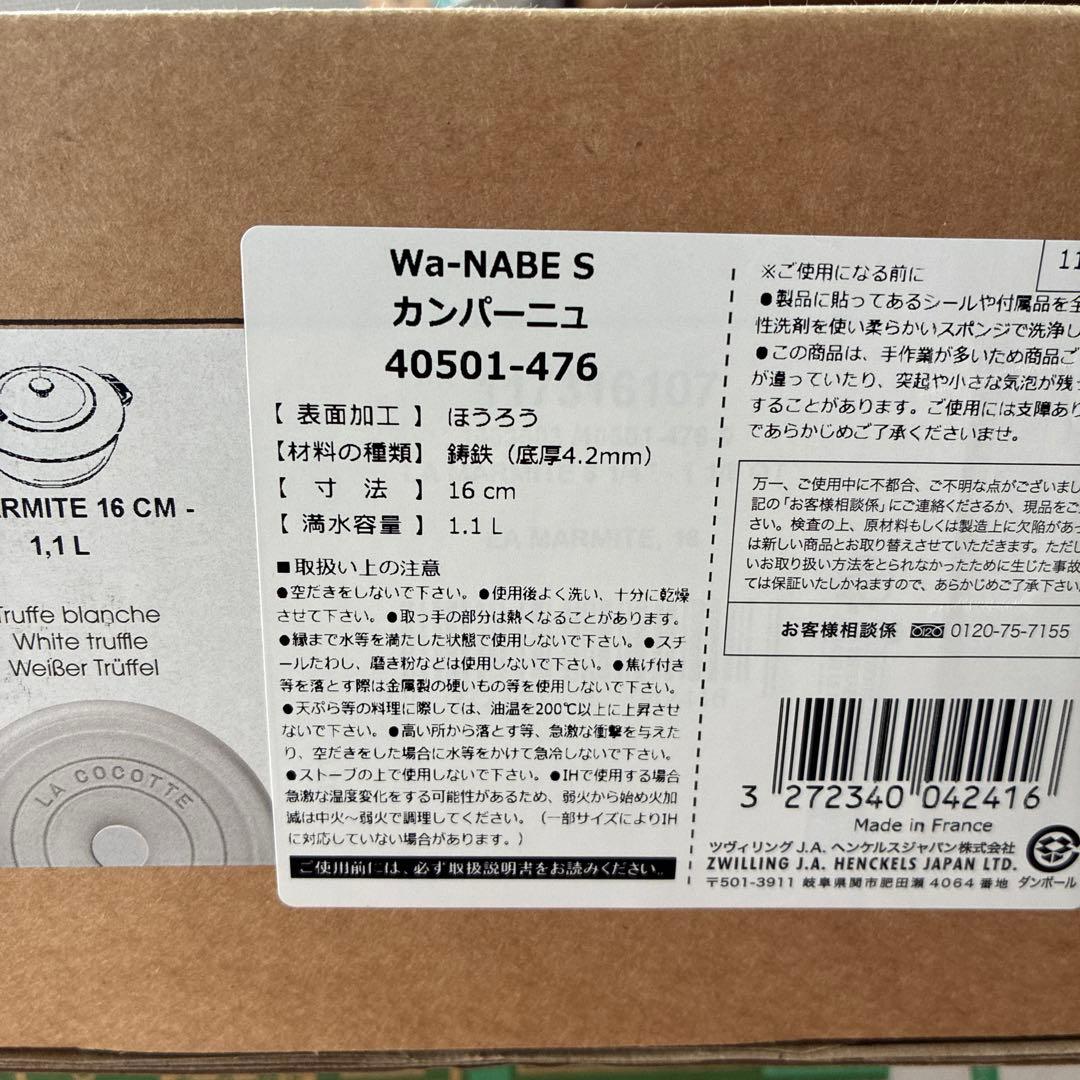 RMITE 16 CM -
1,1 L
Truffe blanche
White truffle
Weißer Trüffel
LA COCOTTE
Wa-NABE S
カンパーニュ
40501-476
【 表面加工 】 ほうろう
【材料の種類】 鋳鉄（底厚4.2mm）
【 寸 法 】 16 cm
【 満水容量 】 1.1 L
■取扱い上の注意
●空だきをしないで下さい。●使用後よく洗い、十分に乾燥
させて下さい。●取っ手の部分は熱くなることがあります。
●縁まで水等を満たした状態で使用しないで下さい。●スチ
ールたわし、磨き粉などは使用しないで下さい。●焦げ付き
等を落とす際は金属製の硬いもの等を使用しないで下さい。
●天ぷら等の料理に際しては、油温を200℃以上に上昇させ
ないで下さい。●高い所から落とす等、急激な衝撃を与えた
り、空だきをした場合に水等をかけて急冷しないで下さい。
●ストーブの上で使用しないで下さい。●IHで使用する場合
急激な温度変化をする可能性があるため、弱火から始め火加
減は中火～弱火で調理してください。（一部サイズによりIH
に対応していない場合があります。）
ご使用前には、必ず取扱説明書をお読みください。
11
※ご使用になる前に
●製品に貼ってあるシールや付属品を全
性洗剤を使い柔らかいスポンジで洗浄し
●この商品は、手作業が多いため商品ご
が違っていたり、突起や小さな気泡が残っ
することがあります。ご使用には支障あり
であらかじめご了承くださいませ。
万一、ご使用中に不都合、ご不明な点がございまし
記の「お客様相談係」にご連絡くださるか、現品をご
さい。検査の上、原材料もしくは製造上に欠陥があっ
は新しい商品とお取り替えさせていただきます。ただし
いお取り扱い方法をとられなかったために生じた事故
ては保証いたしかねますので、あらかじめご了承下さい
お客様相談係 0120-75-7155
3 272340 042416
Made in France
ツヴィリング J.A. ヘンケルスジャパン株式会社
ZWILLING J.A. HENCKELS JAPAN LTD.
〒501-3911 岐阜県関市肥田瀬 4064 番地
ダンボール